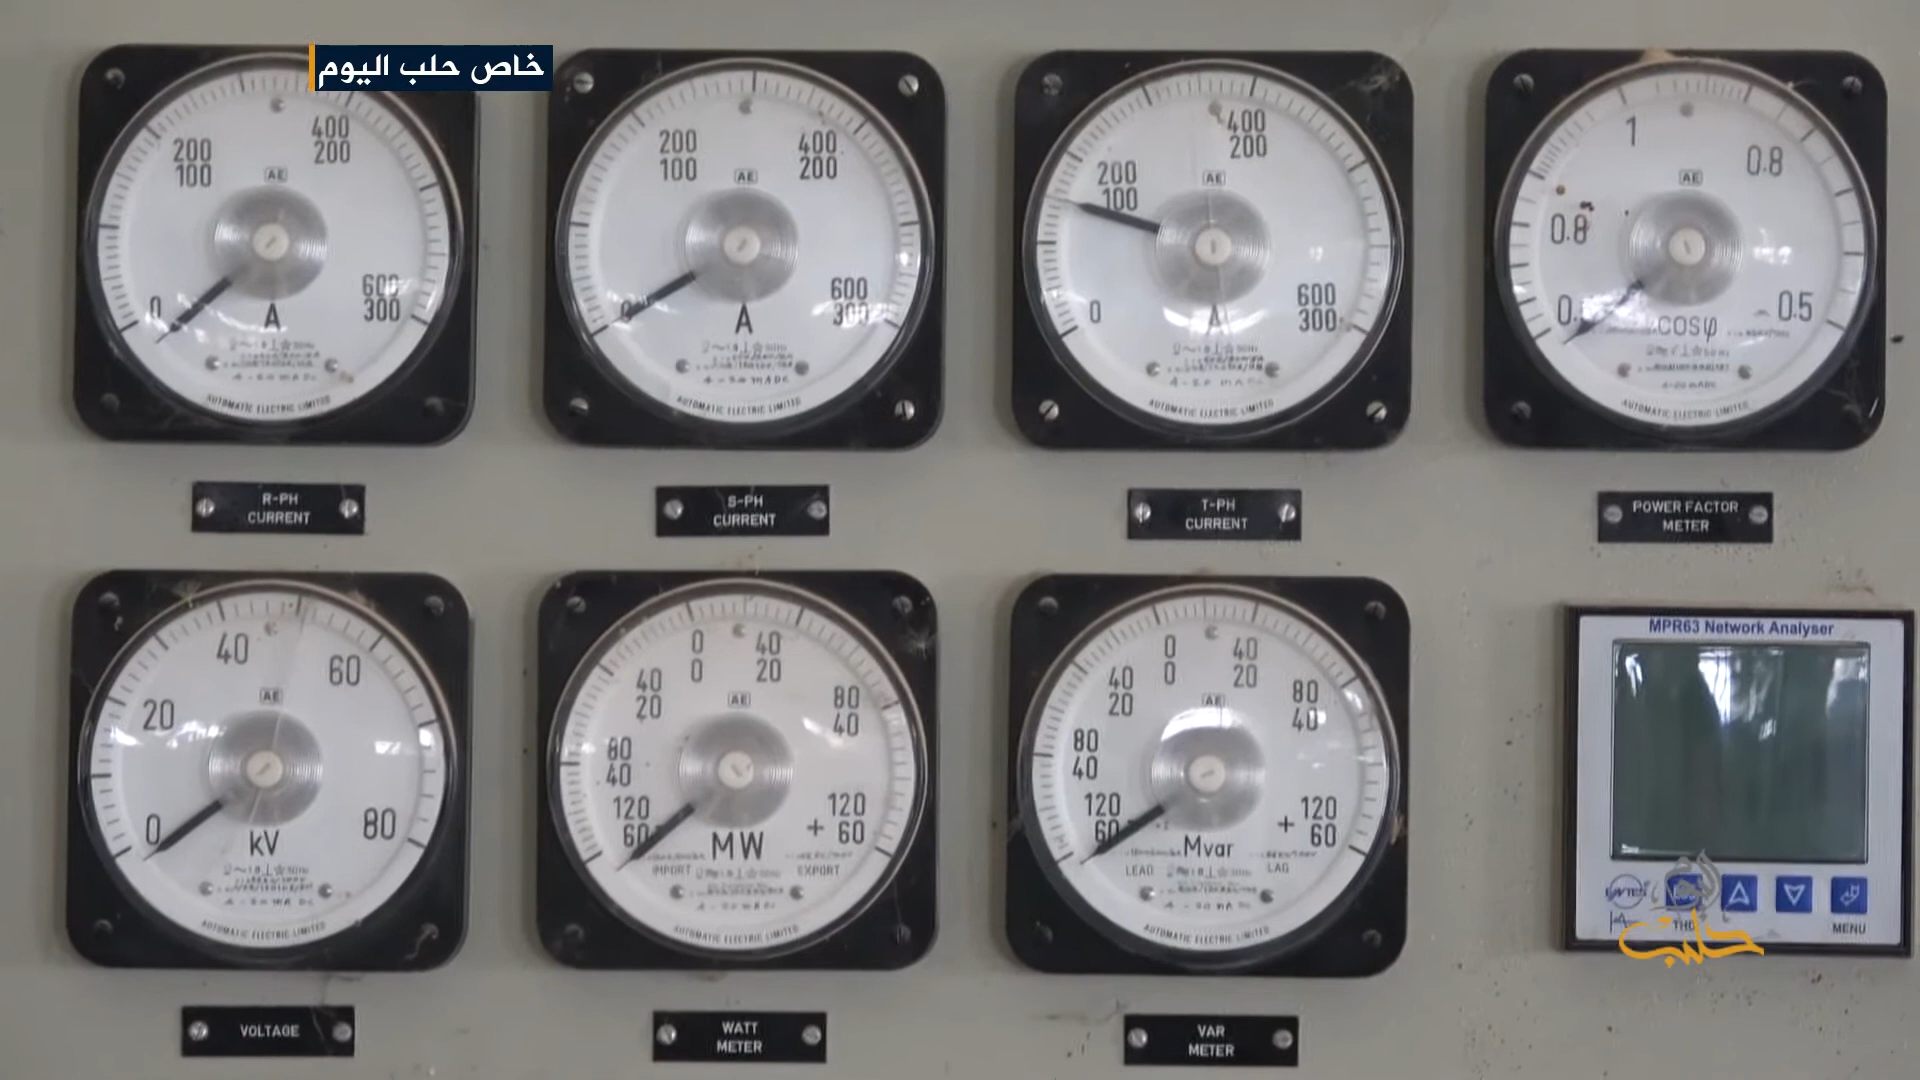 خاص حلب اليوم
200
100
400
200
600
300
0
AE
A
AUTOMATIC ELECTRIC LIMITED
R-PH
CURRENT
200
100
400
200
600
300
0
AE
A
AUTOMATIC ELECTRIC LIMITED
S-PH
CURRENT
200
100
400
200
600
300
0
AE
A
AUTOMATIC ELECTRIC LIMITED
T-PH
CURRENT
1
0.8
0.8
0.5
AE
COSφ
AUTOMATIC ELECTRIC LIMITED
POWER FACTOR
METER
40
60
20
0
80
AE
kV
AUTOMATIC ELECTRIC LIMITED
VOLTAGE
0
0
40
20
40
20
80
40
80
40
120
60
+ 120
60
AE
MW
IMPORT
EXPORT
AUTOMATIC ELECTRIC LIMITED
WATT
METER
0
0
40
20
40
20
80
40
80
40
120
60
+ 120
60
AE
Mvar
LEAD
LAG
AUTOMATIC ELECTRIC LIMITED
VAR
METER
MPR63 Network Analyser
THD
MENU
حلب اليوم